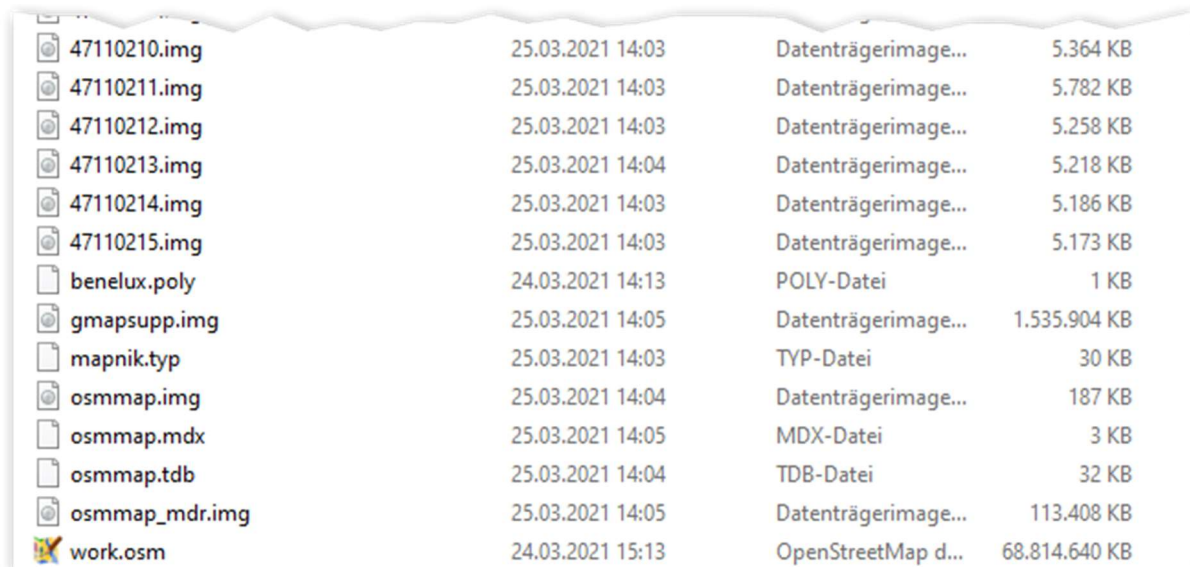 47110210.img 25.03.2021 14:03 Datenträgerimage... 5.364 KB
47110211.img 25.03.2021 14:03 Datenträgerimage... 5.782 KB
47110212.img 25.03.2021 14:03 Datenträgerimage... 5.258 KB
47110213.img 25.03.2021 14:04 Datenträgerimage... 5.218 KB
47110214.img 25.03.2021 14:03 Datenträgerimage... 5.186 KB
47110215.img 25.03.2021 14:03 Datenträgerimage... 5.173 KB
benelux.poly 24.03.2021 14:13 POLY-Datei 1 KB
gmapsupp.img 25.03.2021 14:05 Datenträgerimage... 1.535.904 KB
mapnik.typ 25.03.2021 14:03 TYP-Datei 30 KB
osmmap.img 25.03.2021 14:04 Datenträgerimage... 187 KB
osmmap.mdx 25.03.2021 14:05 MDX-Datei 3 KB
osmmap.tdb 25.03.2021 14:04 TDB-Datei 32 KB
osmmap_mdr.img 25.03.2021 14:05 Datenträgerimage... 113.408 KB
work.osm 24.03.2021 15:13 OpenStreetMap d... 68.814.640 KB